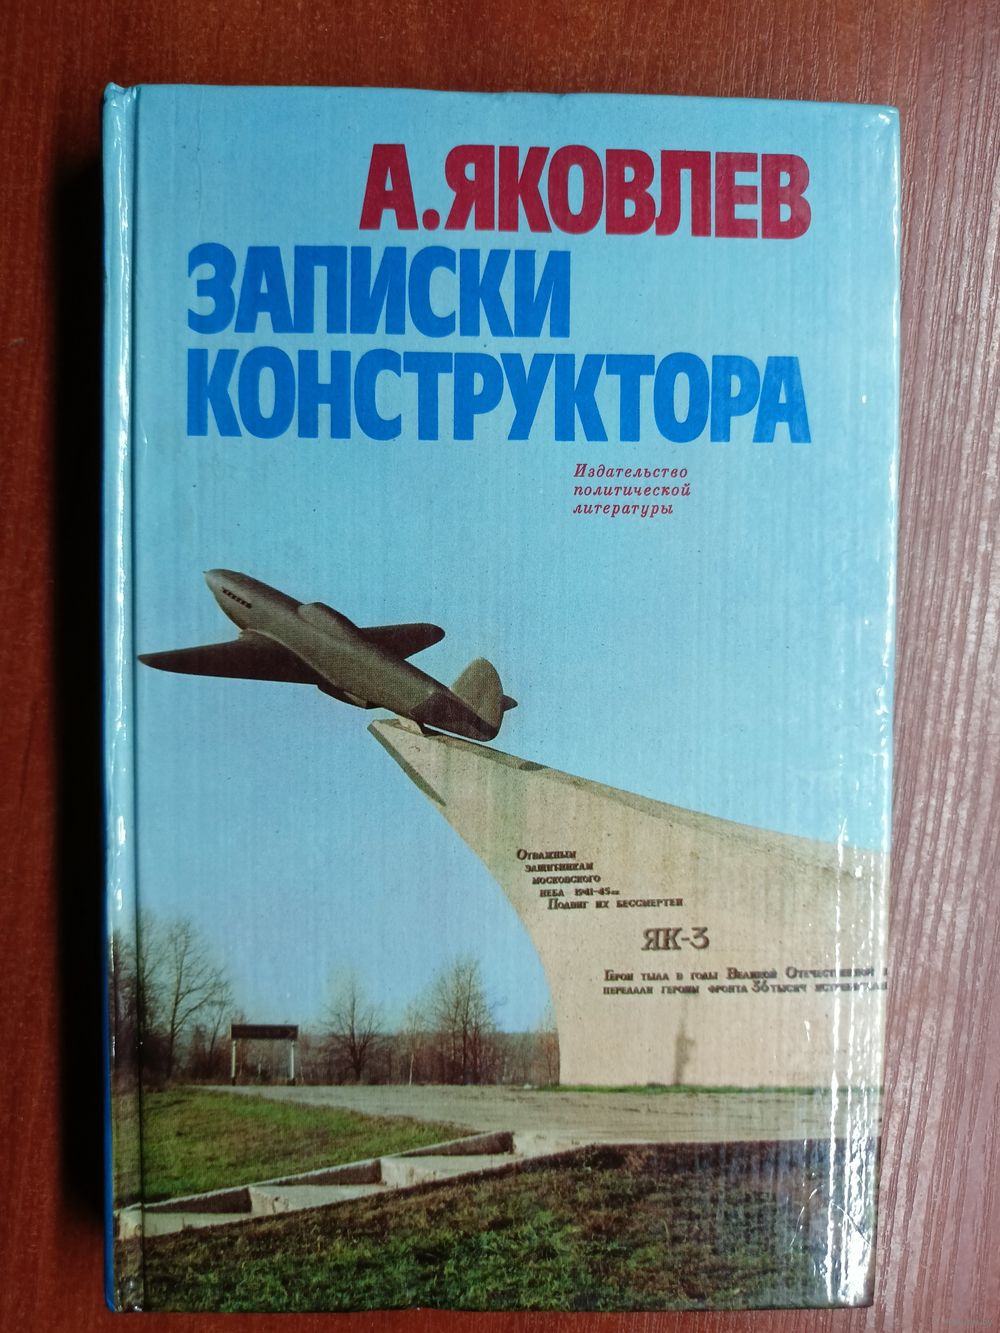 А.ЯКОВЛЕВ
ЗАПИСКИ
КОНСТРУКТОРА
Издательство
политической
литературы
Отважным
защитникам
московского
неба 1941-45гг
Подвиг их бессмертен
ЯК-3
Герои тыла в годы Великой Отечественной
передали героям фронта 36 тысяч истребителей